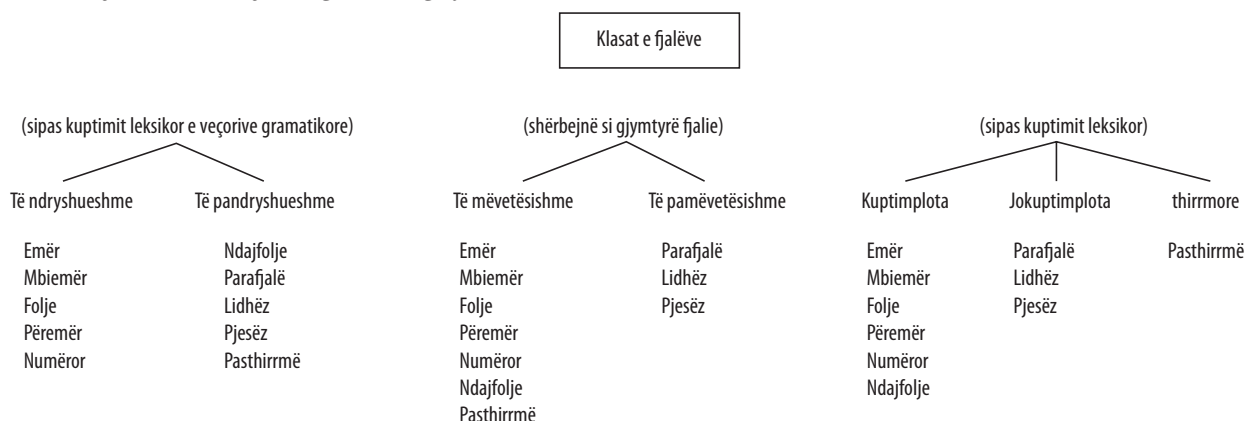 Klasat e fjalëve
(sipas kuptimit leksikor e veçorive gramatikore)
Të ndryshueshme
Të pandryshueshme
Emër
Mbiemër
Folje
Përemër
Numëror
Ndajfolje
Parafjalë
Lidhëz
Pjesëz
Pasthirrmë
(shërbejnë si gjymtyrë fjalie)
Të mëvetësishme
Të pamëvetësishme
Emër
Mbiemër
Folje
Përemër
Numëror
Ndajfolje
Pasthirrmë
Parafjalë
Lidhëz
Pjesëz
(sipas kuptimit leksikor)
Kuptimplota
Jokuptimplota
thirrmore
Emër
Mbiemër
Folje
Përemër
Numëror
Ndajfolje
Parafjalë
Lidhëz
Pjesëz
Pasthirrmë